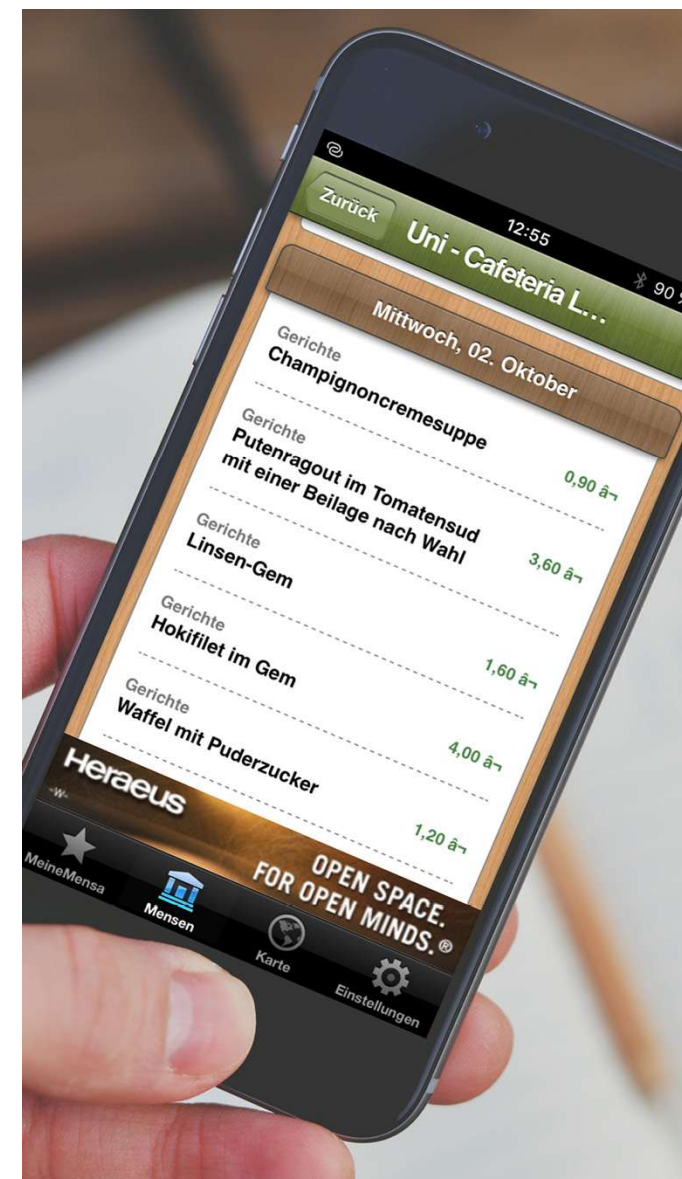 12:55
90 %
Zurück
Uni - Cafeteria L...
Mittwoch, 02. Oktober
Gerichte
Champignoncremesuppe
0,90 â¬
Gerichte
Putenragout im Tomatensud
mit einer Beilage nach Wahl
3,60 â¬
Gerichte
Linsen-Gem
1,60 â¬
Gerichte
Hokifilet im Gem
4,00 â¬
Gerichte
Waffel mit Puderzucker
1,20 â¬
Heraeus
-w-
OPEN SPACE.
FOR OPEN MINDS.®
MeineMensa
Mensen
Karte
Einstellungen